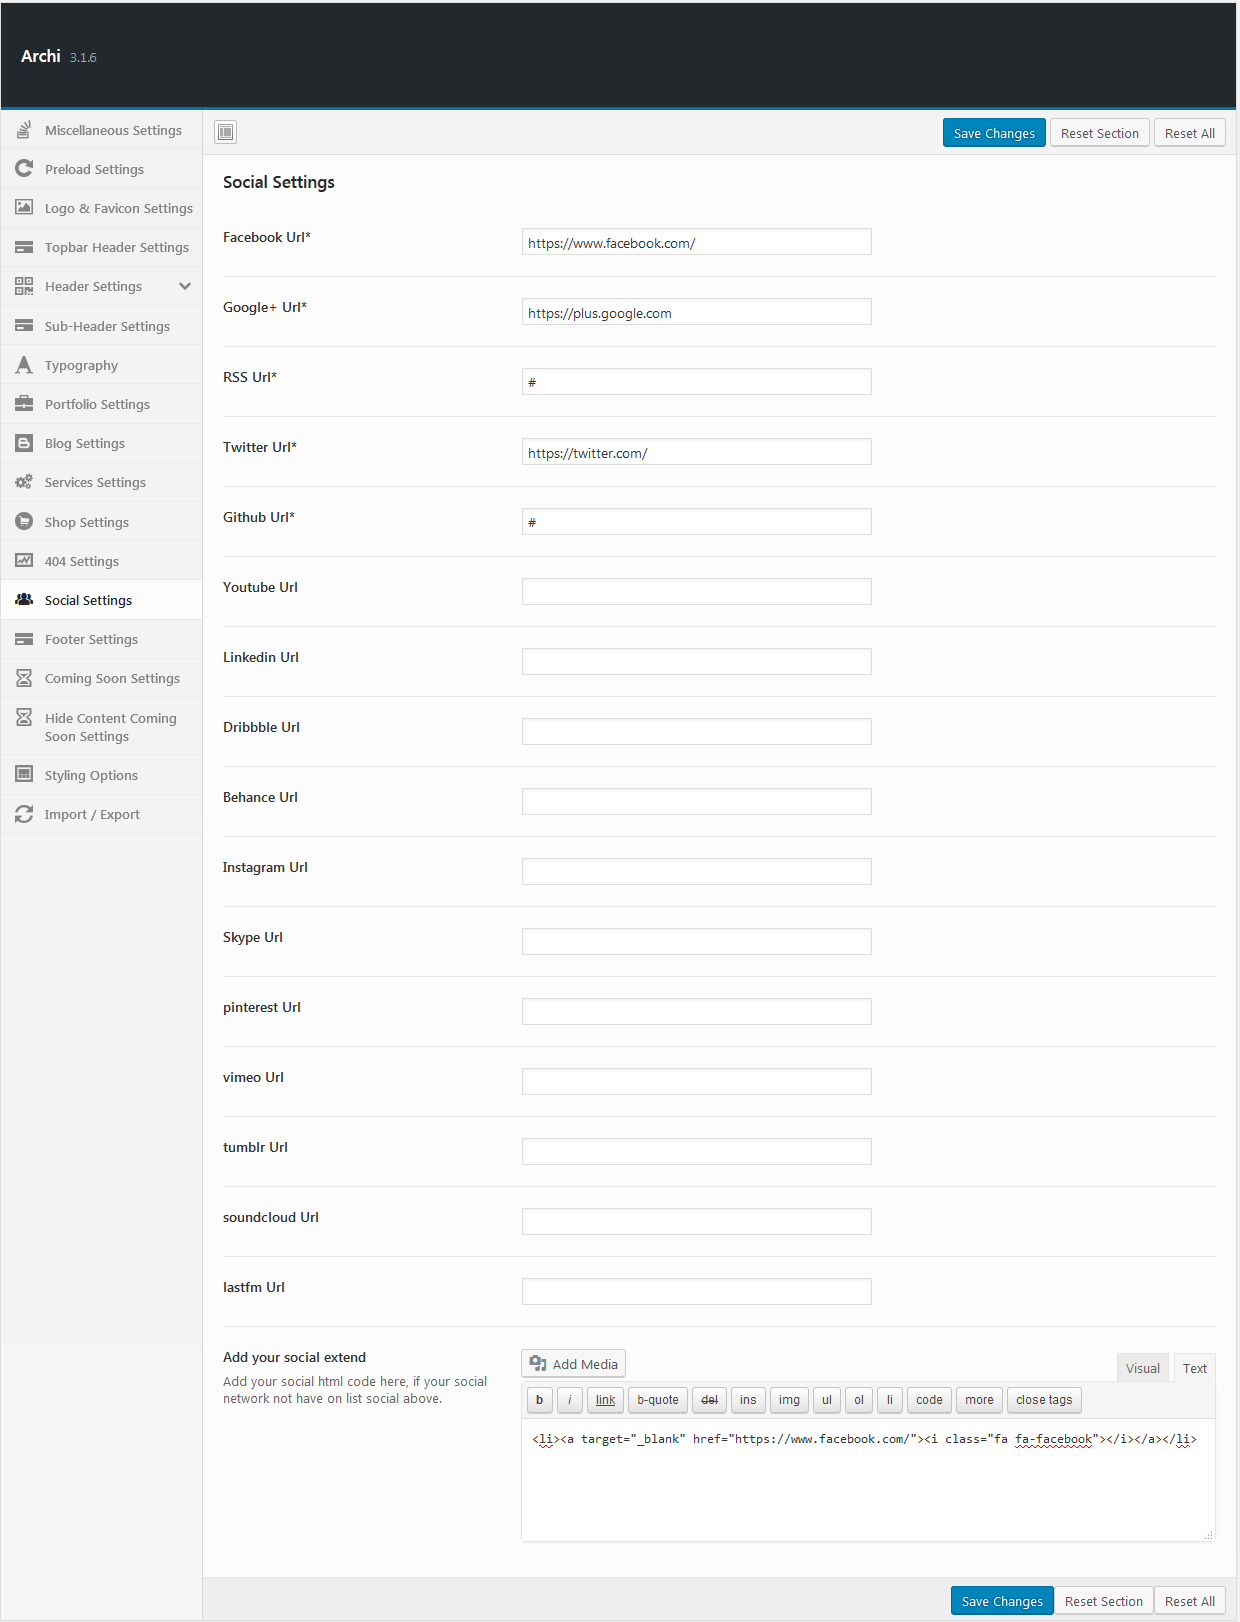 Archi 3.1.6
Miscellaneous Settings
Preload Settings
Logo & Favicon Settings
Topbar Header Settings
Header Settings
Sub-Header Settings
Typography
Portfolio Settings
Blog Settings
Services Settings
Shop Settings
404 Settings
Social Settings
Footer Settings
Coming Soon Settings
Hide Content Coming
Soon Settings
Styling Options
Import / Export
Save Changes Reset Section Reset All
Social Settings
Facebook Url* https://www.facebook.com/
Google+ Url* https://plus.google.com
RSS Url* #
Twitter Url* https://twitter.com/
Github Url* #
Youtube Url
Linkedin Url
Dribbble Url
Behance Url
Instagram Url
Skype Url
pinterest Url
vimeo Url
tumblr Url
soundcloud Url
lastfm Url
Add your social extend
Add your social html code here, if your social
network not have on list social above.
Add Media Visual Text
b i link b-quote del ins img ul ol li code more close tags
<li><a target="_blank" href="https://www.facebook.com/"><i class="fa fa-facebook"></i></a></li>
Save Changes Reset Section Reset All